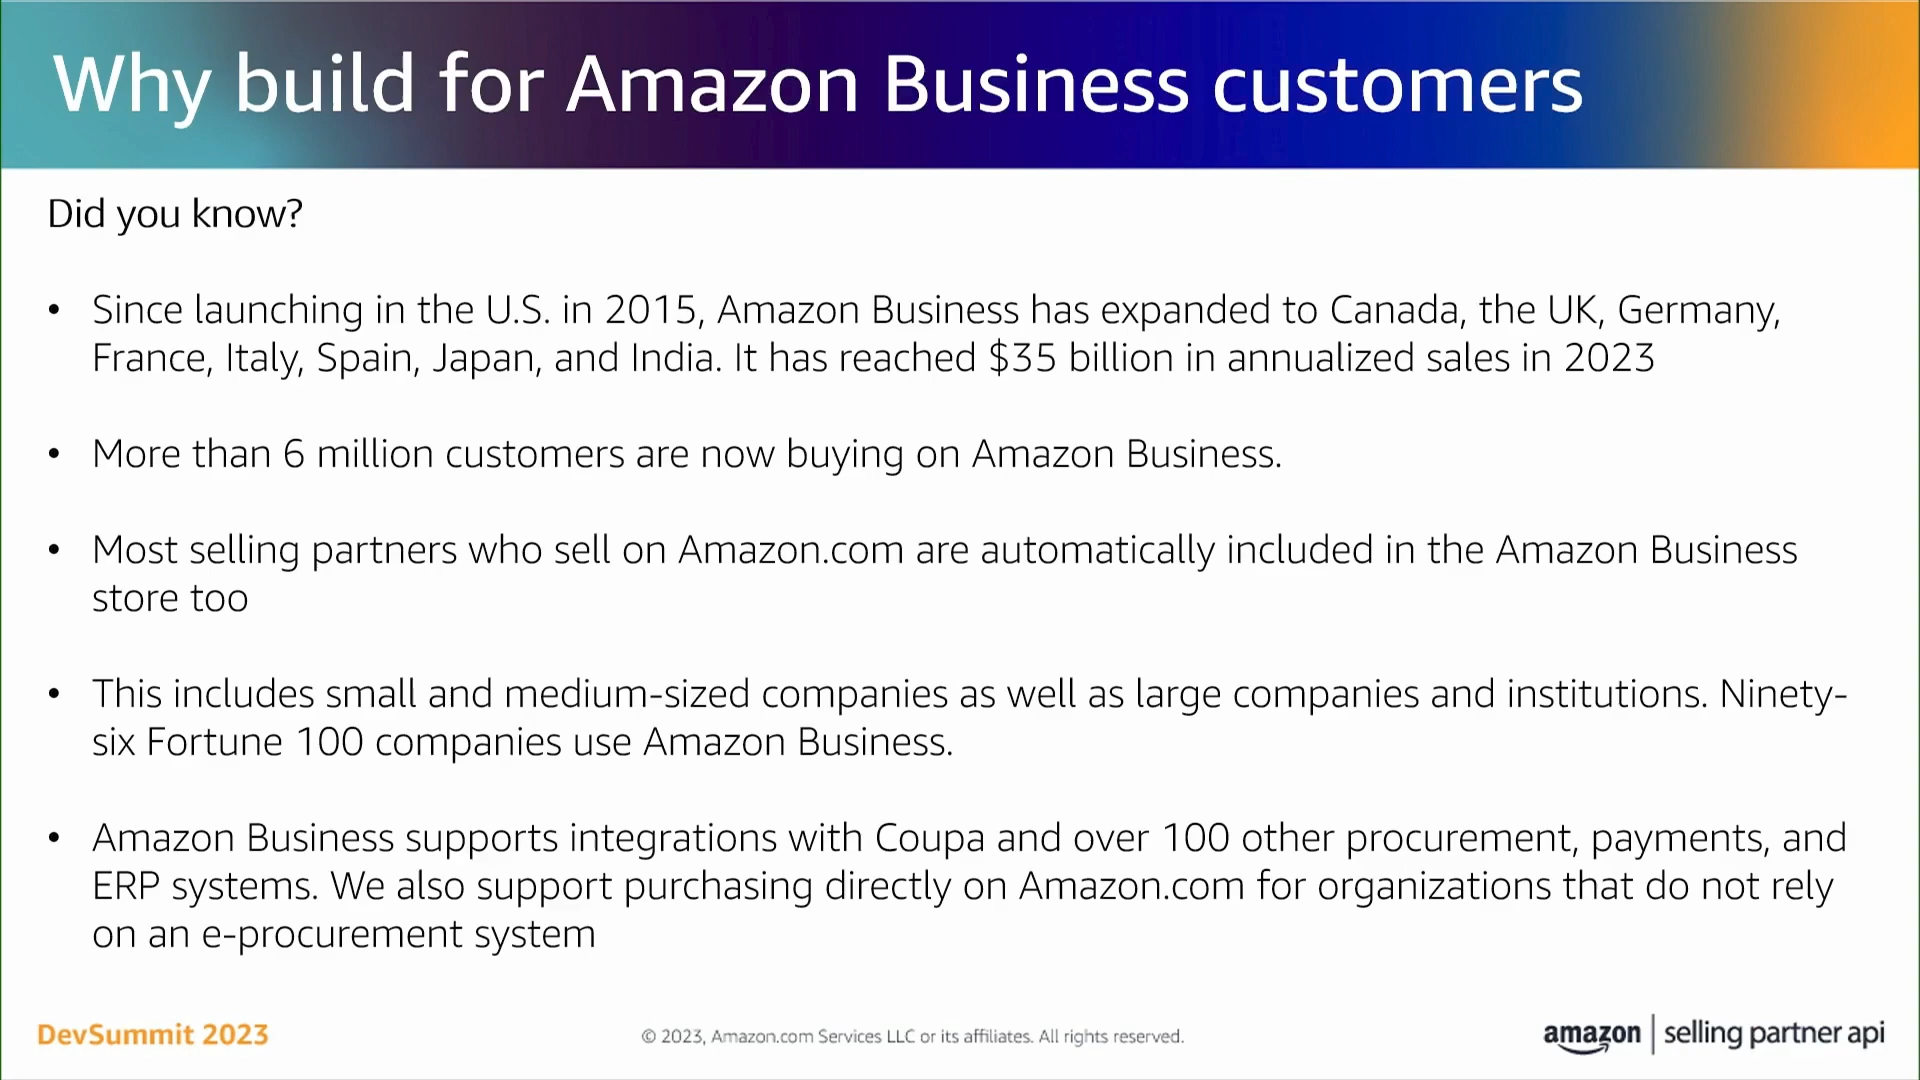 Why build for Amazon Business customers
Did you know?
• Since launching in the U.S. in 2015, Amazon Business has expanded to Canada, the UK, Germany,
France, Italy, Spain, Japan, and India. It has reached $35 billion in annualized sales in 2023
• More than 6 million customers are now buying on Amazon Business.
• Most selling partners who sell on Amazon.com are automatically included in the Amazon Business
store too
• This includes small and medium-sized companies as well as large companies and institutions. Ninety-
six Fortune 100 companies use Amazon Business.
• Amazon Business supports integrations with Coupa and over 100 other procurement, payments, and
ERP systems. We also support purchasing directly on Amazon.com for organizations that do not rely
on an e-procurement system
DevSummit 2023
© 2023, Amazon.com Services LLC or its affiliates. All rights reserved.
amazon | selling partner api